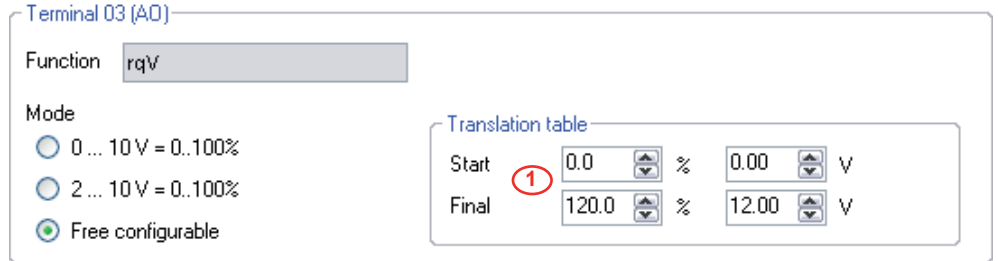 Terminal 03 (AO)
Function rqV
Mode
0 ... 10 V = 0..100%
2 ... 10 V = 0..100%
Free configurable
Translation table
Start 0.0 % 0.00 V
1
Final 120.0 % 12.00 V